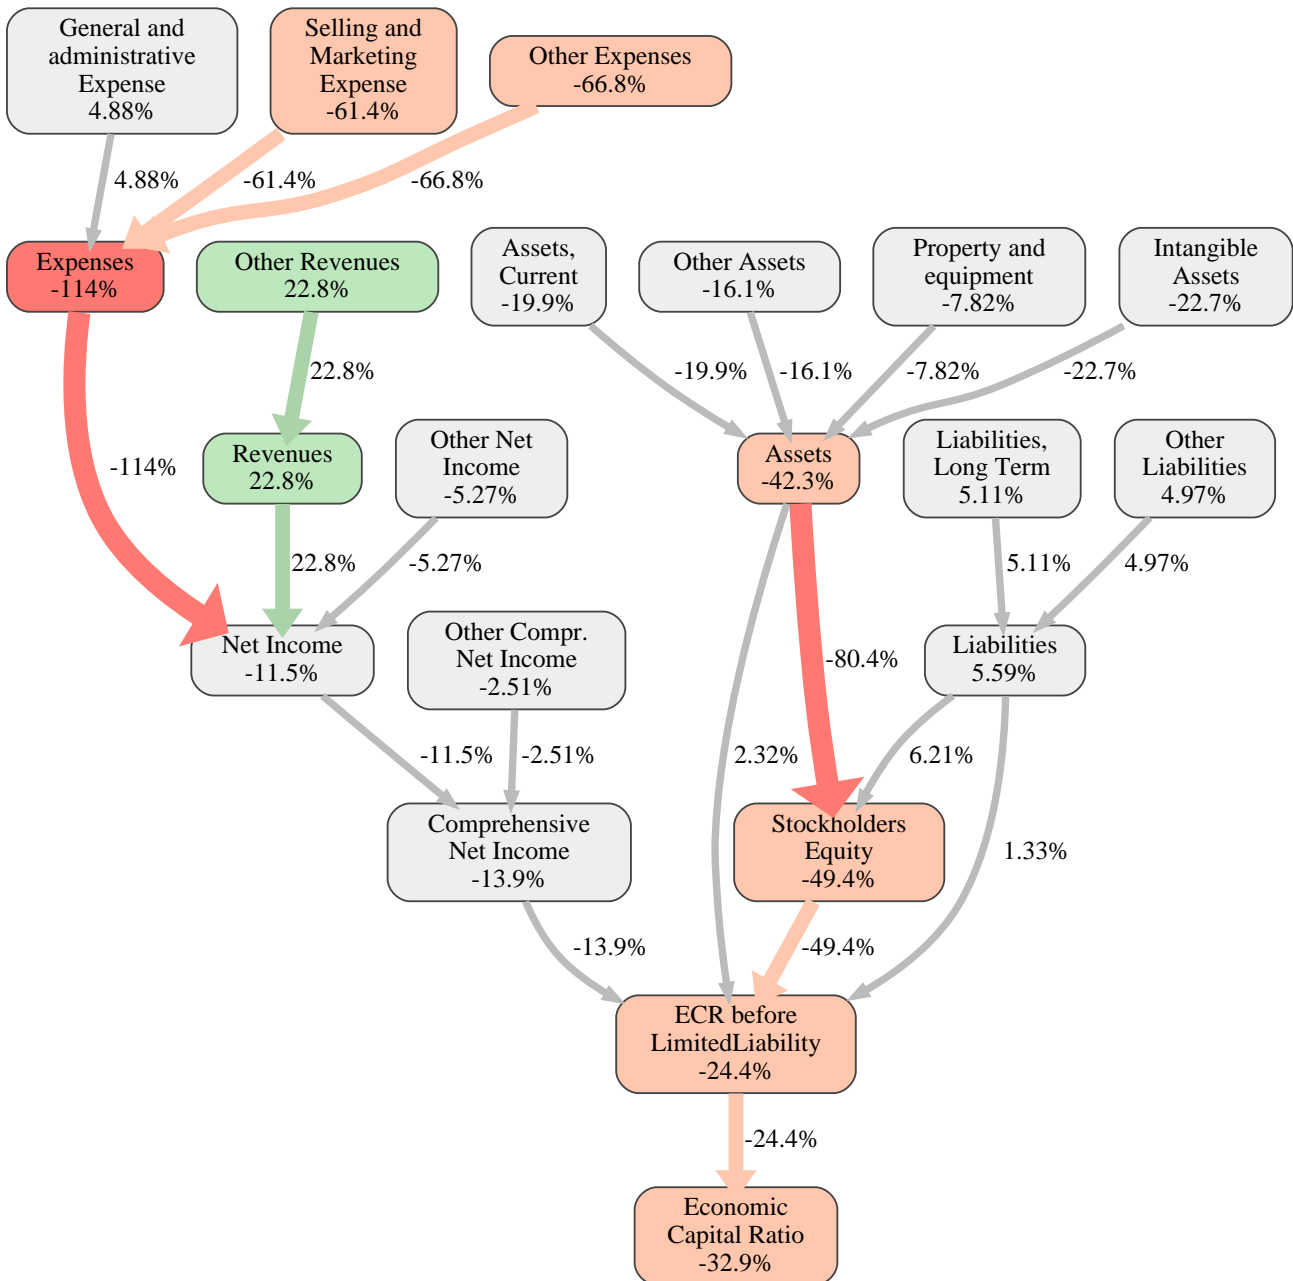 General and
administrative
Expense
4.88%
Selling and
Marketing
Expense
-61.4%
Other Expenses
-66.8%
4.88%
-61.4%
-66.8%
Expenses
-114%
Other Revenues
22.8%
Assets,
Current
-19.9%
Other Assets
-16.1%
Property and
equipment
-7.82%
Intangible
Assets
-22.7%
22.8%
-19.9%
-16.1%
-7.82%
-22.7%
-114%
Revenues
22.8%
Other Net
Income
-5.27%
Assets
-42.3%
Liabilities,
Long Term
5.11%
Other
Liabilities
4.97%
22.8%
-5.27%
5.11%
4.97%
Net Income
-11.5%
Other Compr.
Net Income
-2.51%
-80.4%
Liabilities
5.59%
-11.5%
-2.51%
2.32%
6.21%
Comprehensive
Net Income
-13.9%
Stockholders
Equity
-49.4%
1.33%
-13.9%
-49.4%
ECR before
LimitedLiability
-24.4%
-24.4%
Economic
Capital Ratio
-32.9%